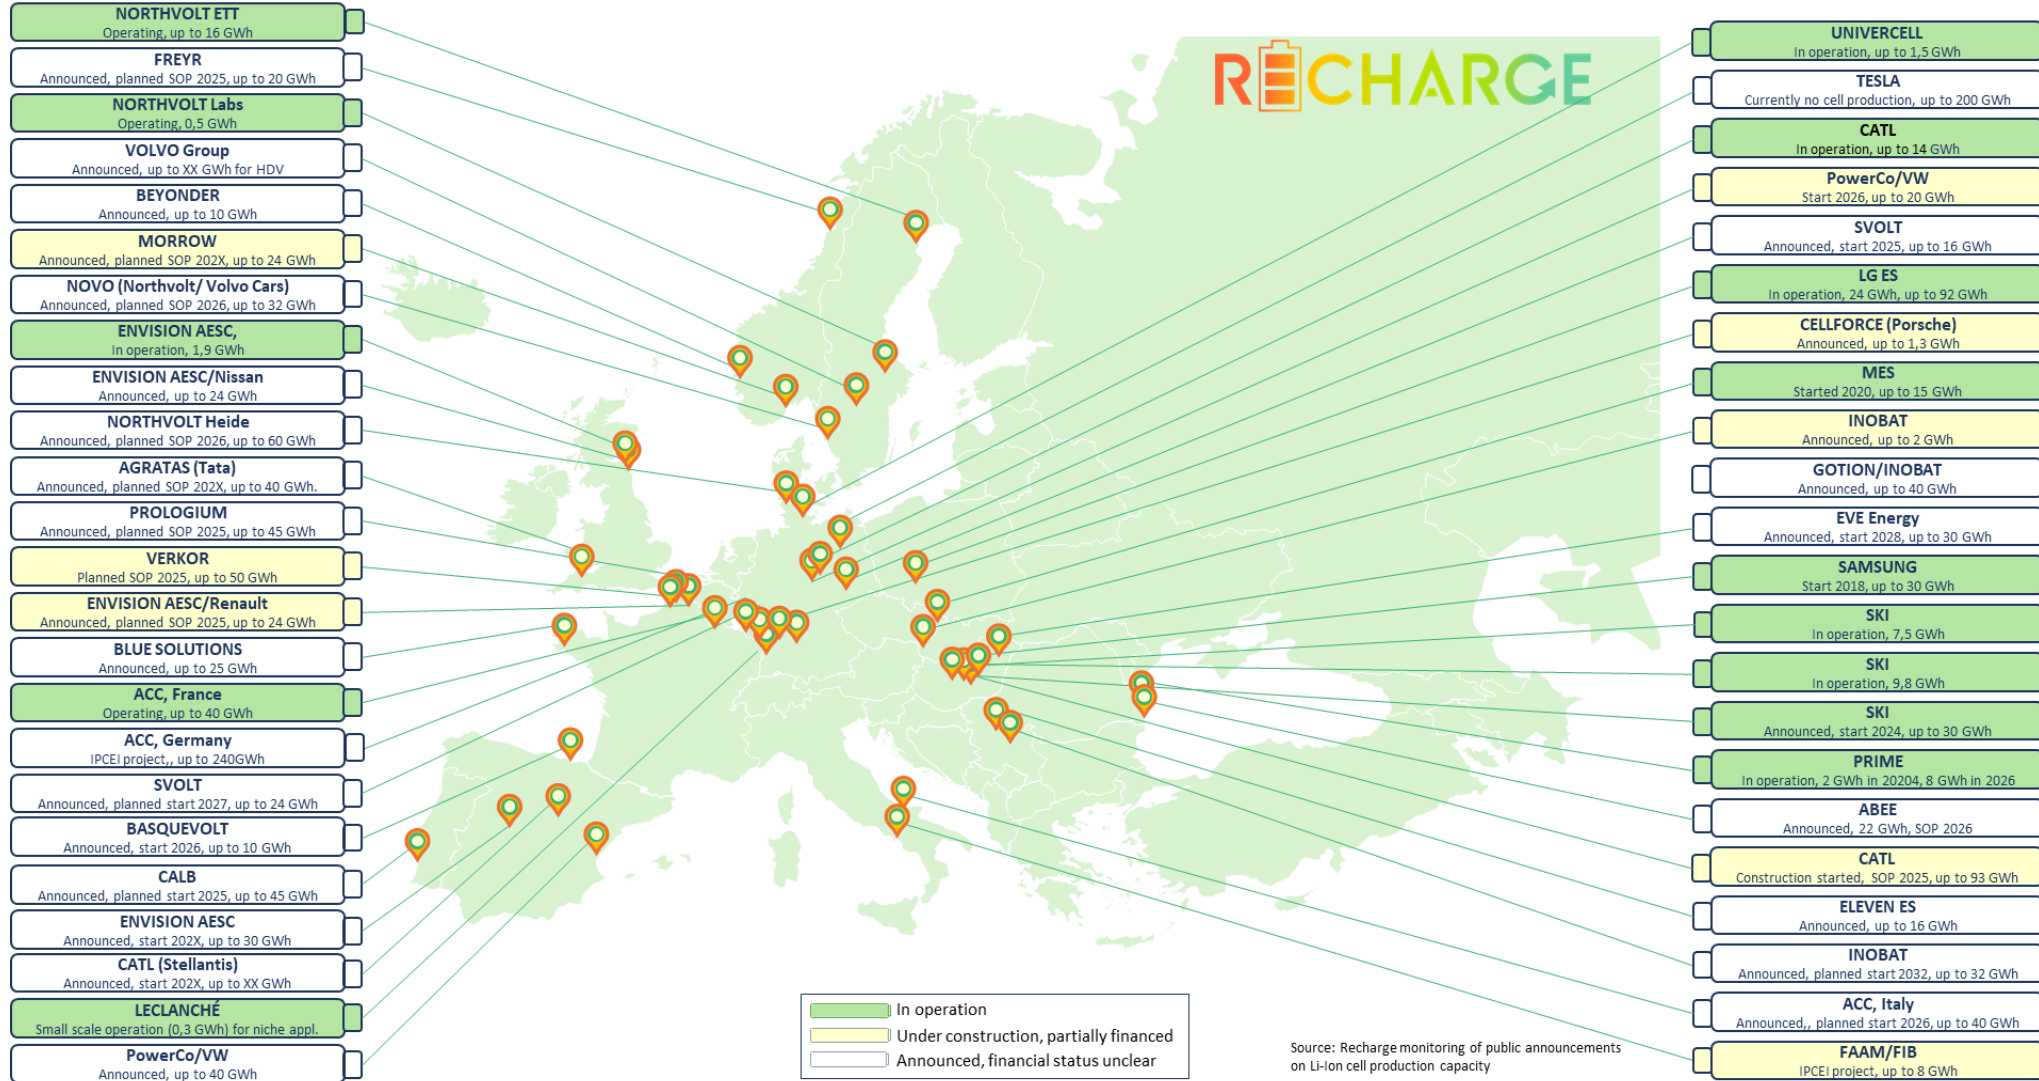 NORTHVOLT ETT
Operating, up to 16 GWh
FREYR
Announced, planned SOP 2025, up to 20 GWh
NORTHVOLT Labs
Operating, 0,5 GWh
VOLVO Group
Announced, up to XX GWh for HDV
BEYONDER
Announced, up to 10 GWh
MORROW
Announced, planned SOP 202X, up to 24 GWh
NOVO (Northvolt/ Volvo Cars)
Announced, planned SOP 2026, up to 32 GWh
ENVISION AESC,
In operation, 1,9 GWh
ENVISION AESC/Nissan
Announced, up to 24 GWh
NORTHVOLT Heide
Announced, planned SOP 2026, up to 60 GWh
AGRATAS (Tata)
Announced, planned SOP 202X, up to 40 GWh.
PROLOGIUM
Announced, planned SOP 2025, up to 45 GWh
VERKOR
Planned SOP 2025, up to 50 GWh
ENVISION AESC/Renault
Announced, planned SOP 2025, up to 24 GWh
BLUE SOLUTIONS
Announced, up to 25 GWh
ACC, France
Operating, up to 40 GWh
ACC, Germany
IPCEI project,, up to 240GWh
SVOLT
Announced, planned start 2027, up to 24 GWh
BASQUEVOLT
Announced, start 2026, up to 10 GWh
CALB
Announced, planned start 2025, up to 45 GWh
ENVISION AESC
Announced, start 202X, up to 30 GWh
CATL (Stellantis)
Announced, start 202X, up to XX GWh
LECLANCHÉ
Small scale operation (0,3 GWh) for niche appl.
PowerCo/VW
Announced, up to 40 GWh
RECHARGE
UNIVERCELL
In operation, up to 1,5 GWh
TESLA
Currently no cell production, up to 200 GWh
CATL
In operation, up to 14 GWh
PowerCo/VW
Start 2026, up to 20 GWh
SVOLT
Announced, start 2025, up to 16 GWh
LG ES
In operation, 24 GWh, up to 92 GWh
CELLFORCE (Porsche)
Announced, up to 1,3 GWh
MES
Started 2020, up to 15 GWh
INOBAT
Announced, up to 2 GWh
GOTION/INOBAT
Announced, up to 40 GWh
EVE Energy
Announced, start 2028, up to 30 GWh
SAMSUNG
Start 2018, up to 30 GWh
SKI
In operation, 7,5 GWh
SKI
In operation, 9,8 GWh
SKI
Announced, start 2024, up to 30 GWh
PRIME
In operation, 2 GWh in 20204, 8 GWh in 2026
ABEE
Announced, 22 GWh, SOP 2026
CATL
Construction started, SOP 2025, up to 93 GWh
ELEVEN ES
Announced, up to 16 GWh
INOBAT
Announced, planned start 2032, up to 32 GWh
ACC, Italy
Announced,, planned start 2026, up to 40 GWh
FAAM/FIB
IPCEI project, up to 8 GWh
In operation
Under construction, partially financed
Announced, financial status unclear
Source: Recharge monitoring of public announcements
on Li-Ion cell production capacity